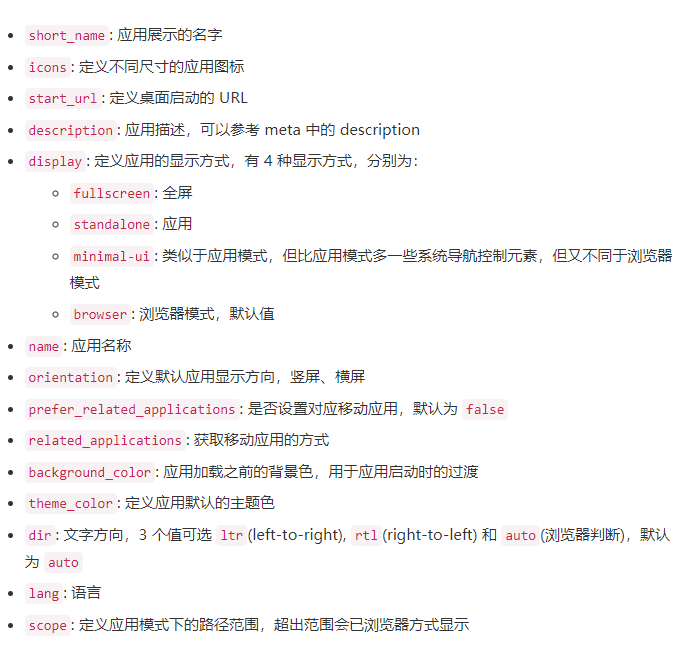 short_name: 应用展示的名字
icons: 定义不同尺寸的应用图标
start_url: 定义桌面启动的 URL
description: 应用描述，可以参考 meta 中的 description
display: 定义应用的显示方式，有 4 种显示方式，分别为：
fullscreen: 全屏
standalone: 应用
minimal-ui: 类似于应用模式，但比应用模式多一些系统导航控制元素，但又不同于浏览器
模式
browser: 浏览器模式，默认值
name: 应用名称
orientation: 定义默认应用显示方向，竖屏、横屏
prefer_related_applications: 是否设置对应移动应用，默认为 false
related_applications: 获取移动应用的方式
background_color: 应用加载之前的背景色，用于应用启动时的过渡
theme_color: 定义应用默认的主题色
dir: 文字方向，3 个值可选 ltr(left-to-right), rtl(right-to-left) 和 auto(浏览器判断)，默认
为 auto
lang: 语言
scope: 定义应用模式下的路径范围，超出范围会已浏览器方式显示